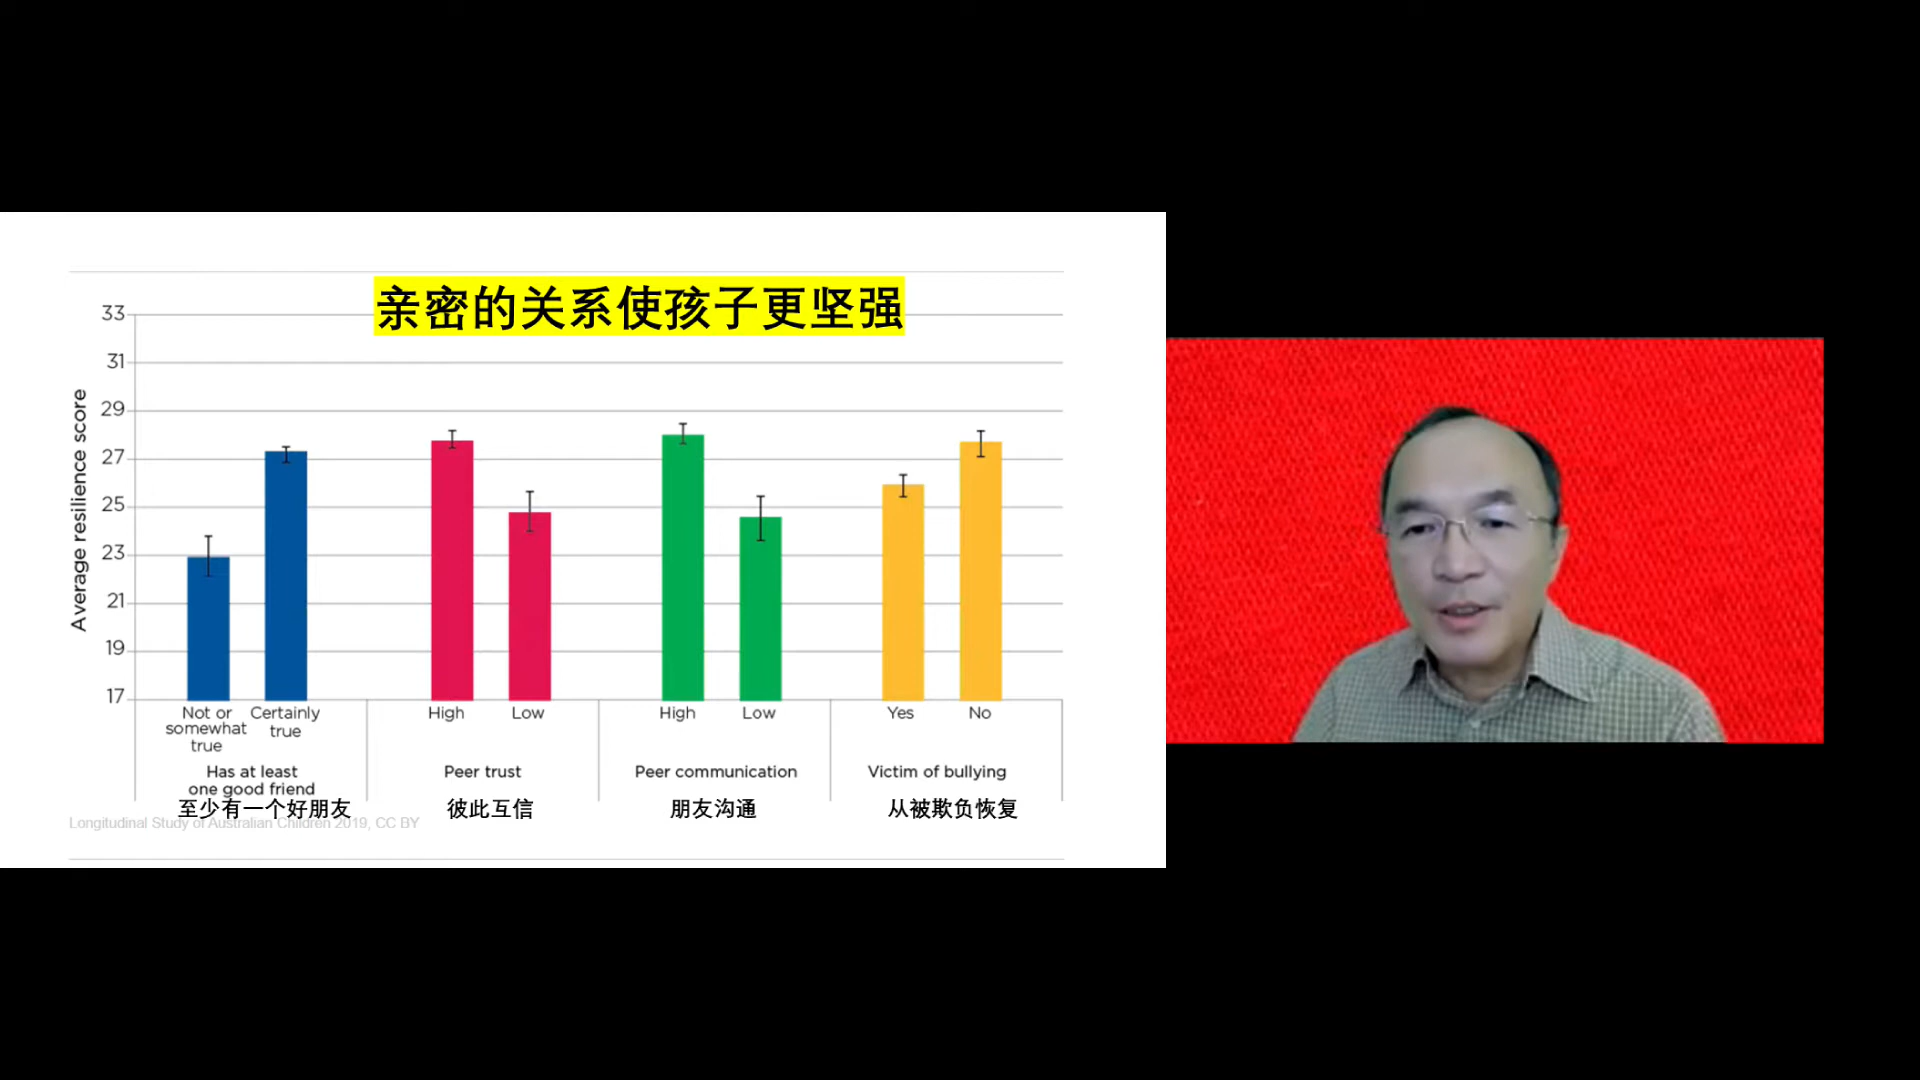 亲密的关系使孩子更坚强
33
31
29
27
25
23
21
19
17
Average resilience score
Not or
somewhat
true
Certainly
true
High
Low
High
Low
Yes
No
Has at least
one good friend
Peer trust
Peer communication
Victim of bullying
至少有一个好朋友
彼此互信
朋友沟通
从被欺负恢复
Longitudinal Study of Australian Children 2019, CC BY